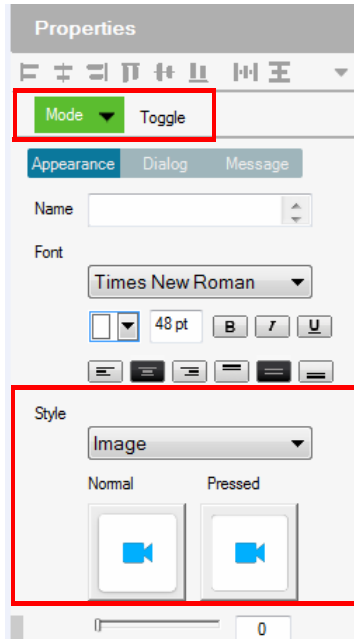 Properties
Mode Toggle
Appearance Dialog Message
Name
Font
Times New Roman
48 pt B I U
Style
Image
Normal Pressed
0